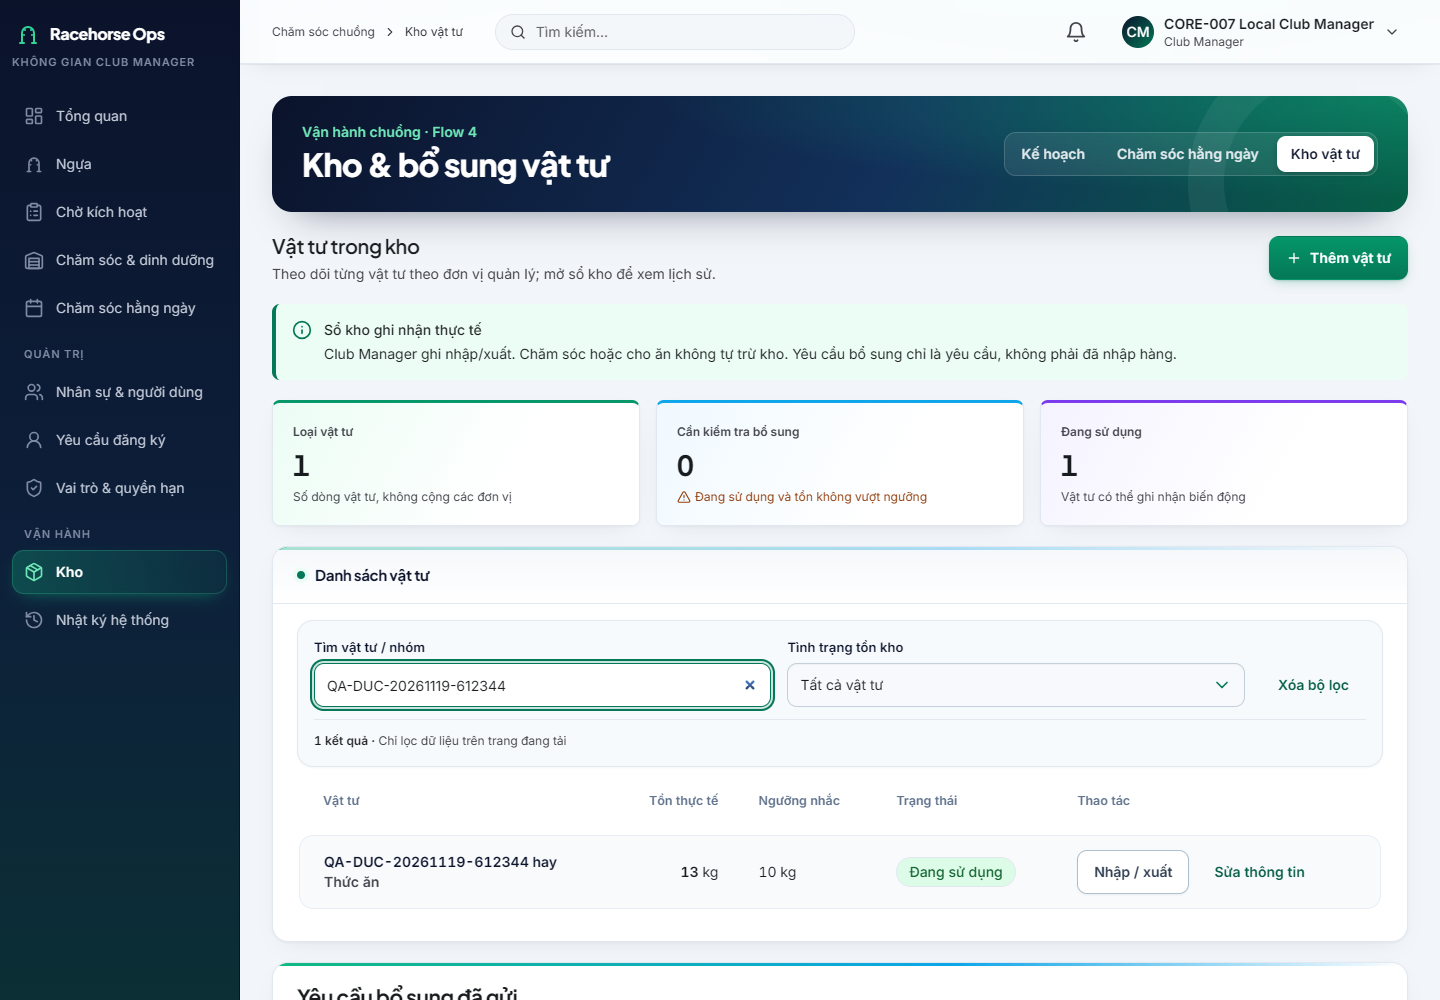 Racehorse Ops
KHÔNG GIAN CLUB MANAGER
Tổng quan
Ngựa
Chờ kích hoạt
Chăm sóc & dinh dưỡng
Chăm sóc hằng ngày
QUẢN TRỊ
Nhân sự & người dùng
Yêu cầu đăng ký
Vai trò & quyền hạn
VẬN HÀNH
Kho
Nhật ký hệ thống
Chăm sóc chuồng > Kho vật tư
Tìm kiếm...
CM
CORE-007 Local Club Manager
Club Manager
Vận hành chuồng · Flow 4
Kho & bổ sung vật tư
Kế hoạch
Chăm sóc hằng ngày
Kho vật tư
Vật tư trong kho
Theo dõi từng vật tư theo đơn vị quản lý; mở sổ kho để xem lịch sử.
+ Thêm vật tư
Sổ kho ghi nhận thực tế
Club Manager ghi nhập/xuất. Chăm sóc hoặc cho ăn không tự trừ kho. Yêu cầu bổ sung chỉ là yêu cầu, không phải đã nhập hàng.
Loại vật tư
1
Số dòng vật tư, không cộng các đơn vị
Cần kiểm tra bổ sung
0
Đang sử dụng và tồn không vượt ngưỡng
Đang sử dụng
1
Vật tư có thể ghi nhận biến động
Danh sách vật tư
Tìm vật tư / nhóm
QA-DUC-20261119-612344
Tình trạng tồn kho
Tất cả vật tư
Xóa bộ lọc
1 kết quả · Chỉ lọc dữ liệu trên trang đang tải
Vật tư Tồn thực tế Ngưỡng nhắc Trạng thái Thao tác
QA-DUC-20261119-612344 hay
Thức ăn
13 kg 10 kg Đang sử dụng Nhập / xuất Sửa thông tin
Yêu cầu bổ sung đã gửi